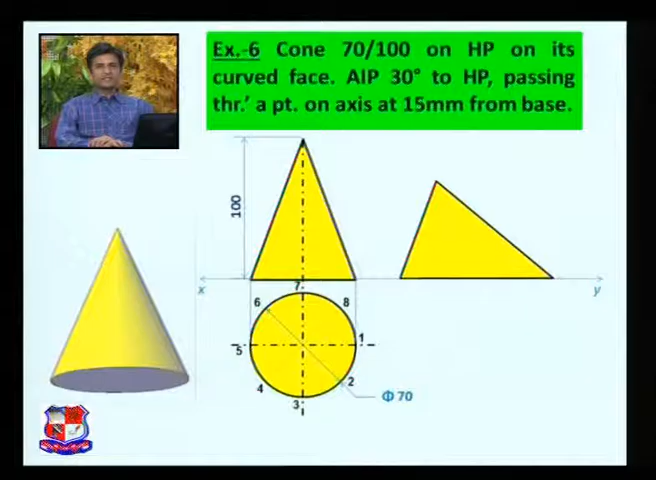 Ex.-6 Cone 70/100 on HP on its
curved face. AIP 30° to HP, passing
thr.' a pt. on axis at 15mm from base.
100
x
y
7
6
8
5
1
4
2
3
Φ 70